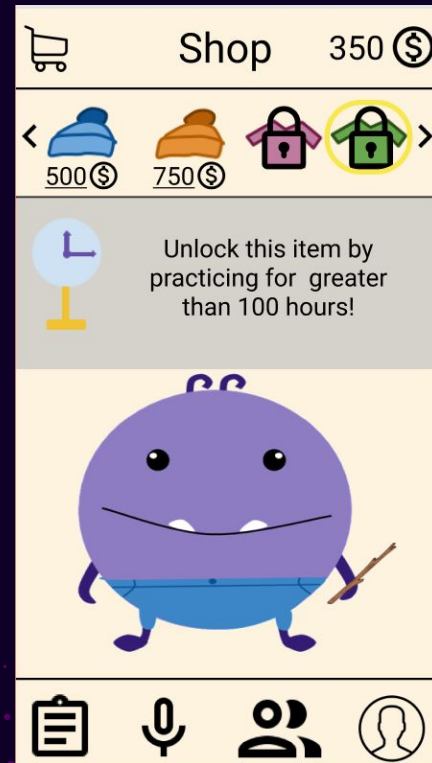 Shop 350 $
500 $ 750 $
Unlock this item by
practicing for greater
than 100 hours!